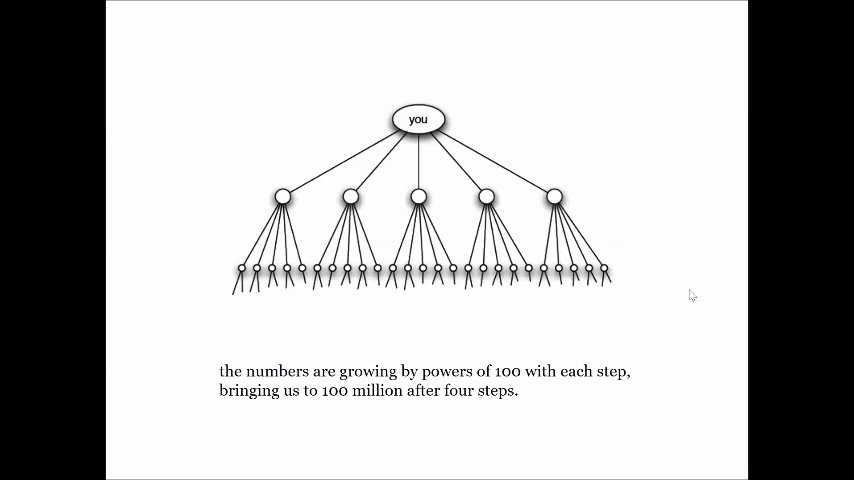 you
the numbers are growing by powers of 100 with each step,
bringing us to 100 million after four steps.